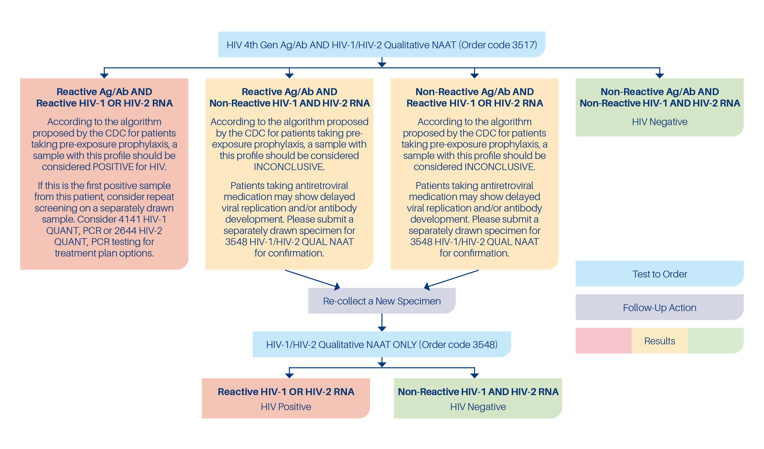 HIV 4th Gen Ag/Ab AND HIV-1/HIV-2 Qualitative NAAT (Order code 3517)
Reactive Ag/Ab AND
Reactive HIV-1 OR HIV-2 RNA
According to the algorithm
proposed by the CDC for patients
taking pre-exposure prophylaxis, a
sample with this profile should be
considered POSITIVE for HIV.
If this is the first positive sample
from this patient, consider repeat
screening on a separately drawn
sample. Consider 4141 HIV-1
QUANT, PCR or 2644 HIV-2
QUANT, PCR testing for
treatment plan options.
Reactive Ag/Ab AND
Non-Reactive HIV-1 AND HIV-2 RNA
According to the algorithm proposed
by the CDC for patients taking pre-
exposure prophylaxis, a sample with
this profile should be considered
INCONCLUSIVE.
Patients taking antiretroviral
medication may show delayed
viral replication and/or antibody
development. Please submit a
separately drawn specimen for
3548 HIV-1/HIV-2 QUAL NAAT
for confirmation.
Non-Reactive Ag/Ab AND
Reactive HIV-1 OR HIV-2 RNA
According to the algorithm
proposed by the CDC for patients
taking pre-exposure prophylaxis, a
sample with this profile should be
considered INCONCLUSIVE.
Patients taking antiretroviral
medication may show delayed
viral replication and/or antibody
development. Please submit a
separately drawn specimen for
3548 HIV-1/HIV-2 QUAL NAAT
for confirmation.
Non-Reactive Ag/Ab AND
Non-Reactive HIV-1 AND HIV-2 RNA
HIV Negative
Re-collect a New Specimen
HIV-1/HIV-2 Qualitative NAAT ONLY (Order code 3548)
Reactive HIV-1 OR HIV-2 RNA
HIV Positive
Non-Reactive HIV-1 AND HIV-2 RNA
HIV Negative
Test to Order
Follow-Up Action
Results